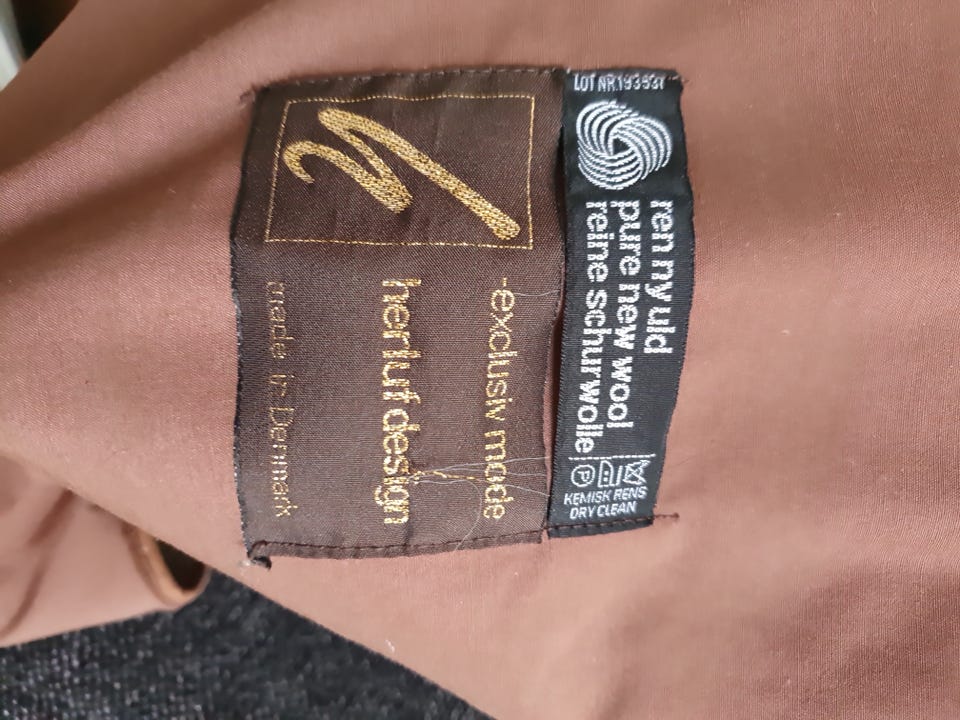 LOT NR.
ren ny uld
pure new wool
reine schurwolle
P
KEMISK RENS
DRY CLEAN
h
-exclusiv mode
herluf design
made in Denmark